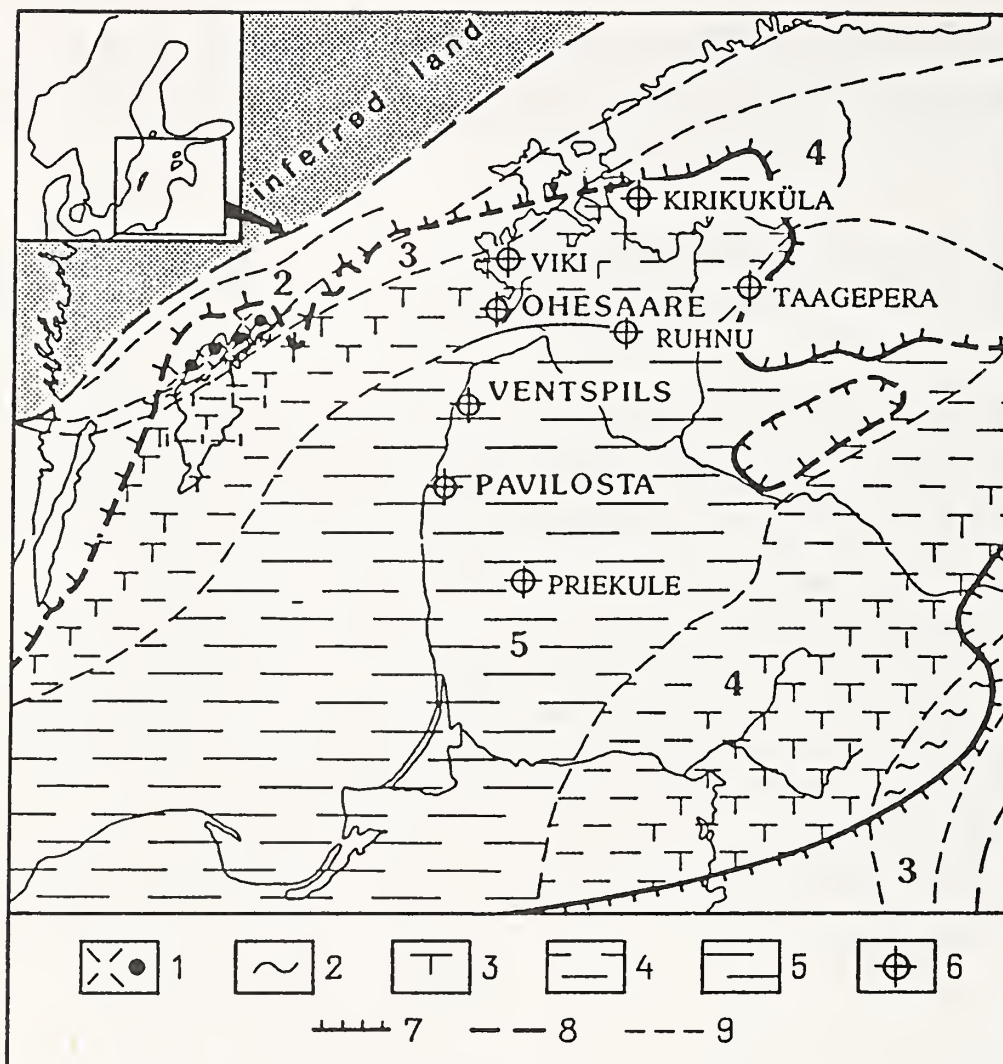 inferred land
4
KIRIKUKÜLA
3
2
VIKI
TAAGEPERA
OHESAARE
RUHNU
VENTSPILS
PAVILOSTA
PRIEKULE
5
4
3
1 2 3 4 5 6
7 8 9